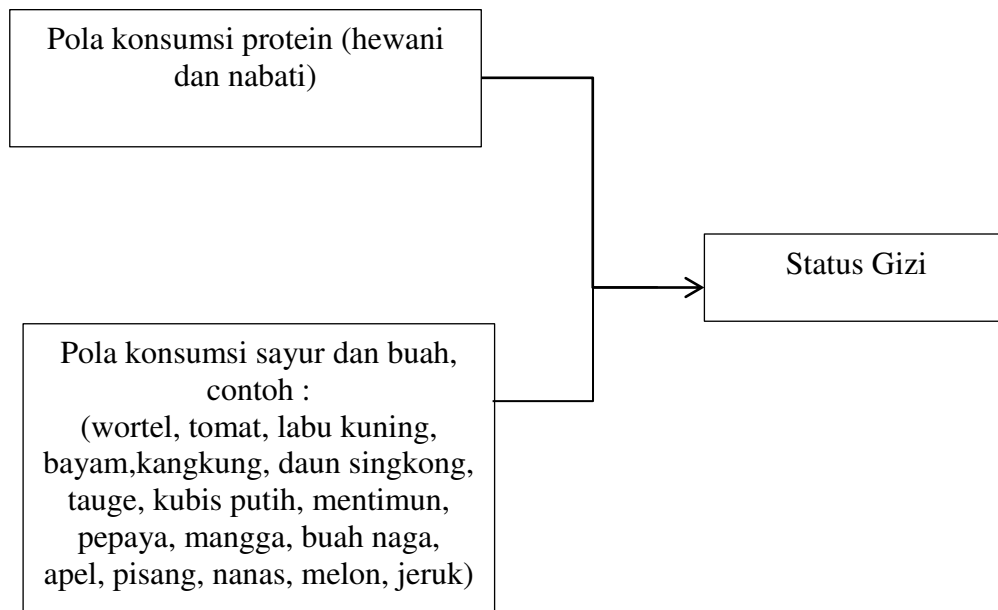 Pola konsumsi protein (hewani
dan nabati)
Status Gizi
Pola konsumsi sayur dan buah,
contoh :
(wortel, tomat, labu kuning,
bayam,kangkung, daun singkong,
tauge, kubis putih, mentimun,
pepaya, mangga, buah naga,
apel, pisang, nanas, melon, jeruk)